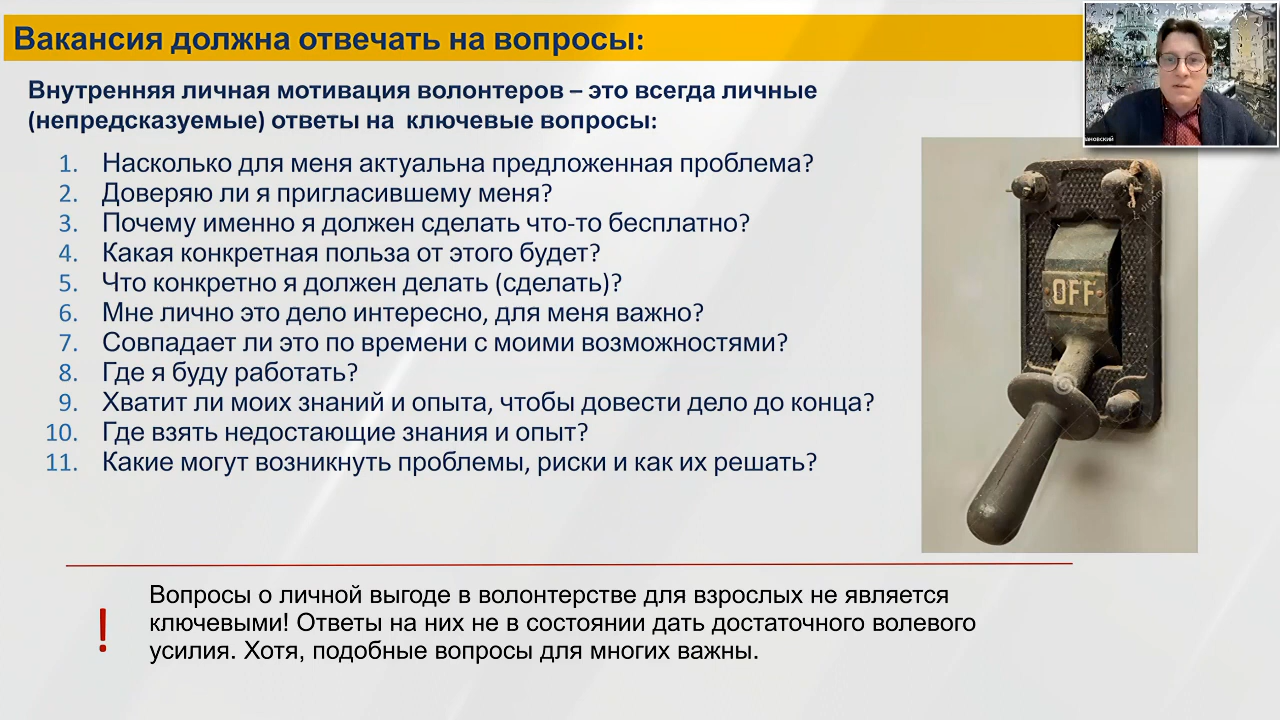 Вакансия должна отвечать на вопросы:
Внутренняя личная мотивация волонтеров – это всегда личные
(непредсказуемые) ответы на ключевые вопросы:
1. Насколько для меня актуальна предложенная проблема?
2. Доверяю ли я пригласившему меня?
3. Почему именно я должен сделать что-то бесплатно?
4. Какая конкретная польза от этого будет?
5. Что конкретно я должен делать (сделать)?
6. Мне лично это дело интересно, для меня важно?
7. Совпадает ли это по времени с моими возможностями?
8. Где я буду работать?
9. Хватит ли моих знаний и опыта, чтобы довести дело до конца?
10. Где взять недостающие знания и опыт?
11. Какие могут возникнуть проблемы, риски и как их решать?
OFF
!
Вопросы о личной выгоде в волонтерстве для взрослых не является
ключевыми! Ответы на них не в состоянии дать достаточного волевого
усилия. Хотя, подобные вопросы для многих важны.